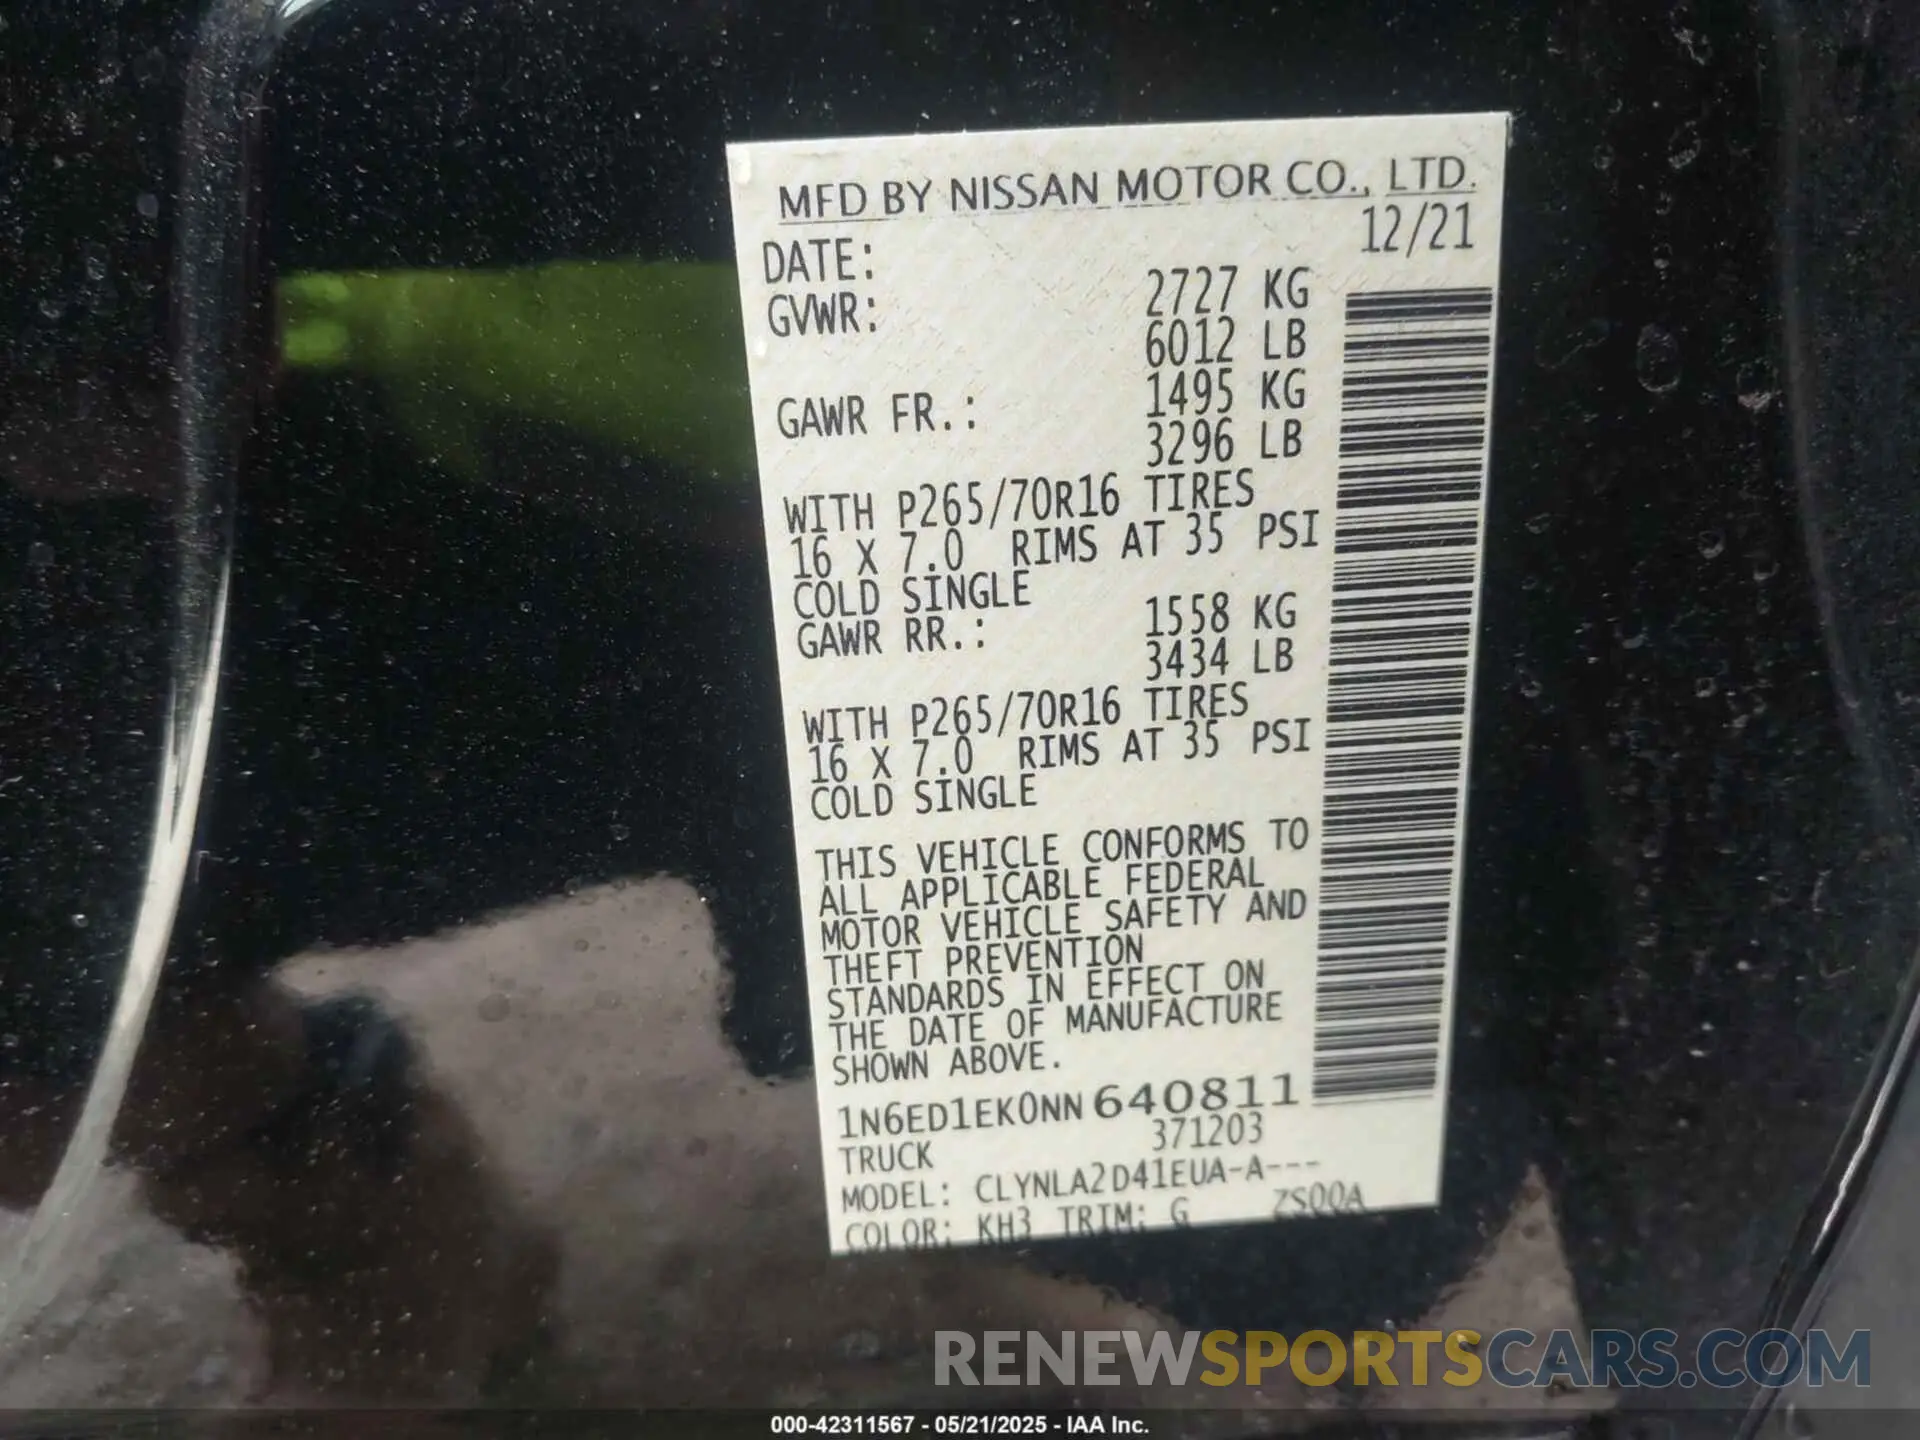 MFD BY NISSAN MOTOR CO., LTD.
DATE: 12/21
GVWR: 2727 KG
6012 LB
GAWR FR.: 1495 KG
3296 LB
WITH P265/70R16 TIRES
16 X 7.0 RIMS AT 35 PSI
COLD SINGLE
GAWR RR.: 1558 KG
3434 LB
WITH P265/70R16 TIRES
16 X 7.0 RIMS AT 35 PSI
COLD SINGLE
THIS VEHICLE CONFORMS TO
ALL APPLICABLE FEDERAL
MOTOR VEHICLE SAFETY AND
THEFT PREVENTION
STANDARDS IN EFFECT ON
THE DATE OF MANUFACTURE
SHOWN ABOVE.
1N6ED1EK0NN640811
TRUCK 371203
MODEL: CLYNLA2D41EUA-A---
COLOR: KH3 TRIM: G ZS00A
RENEWSPORTSCARS.COM
000-42311567 - 05/21/2025 - IAA Inc.